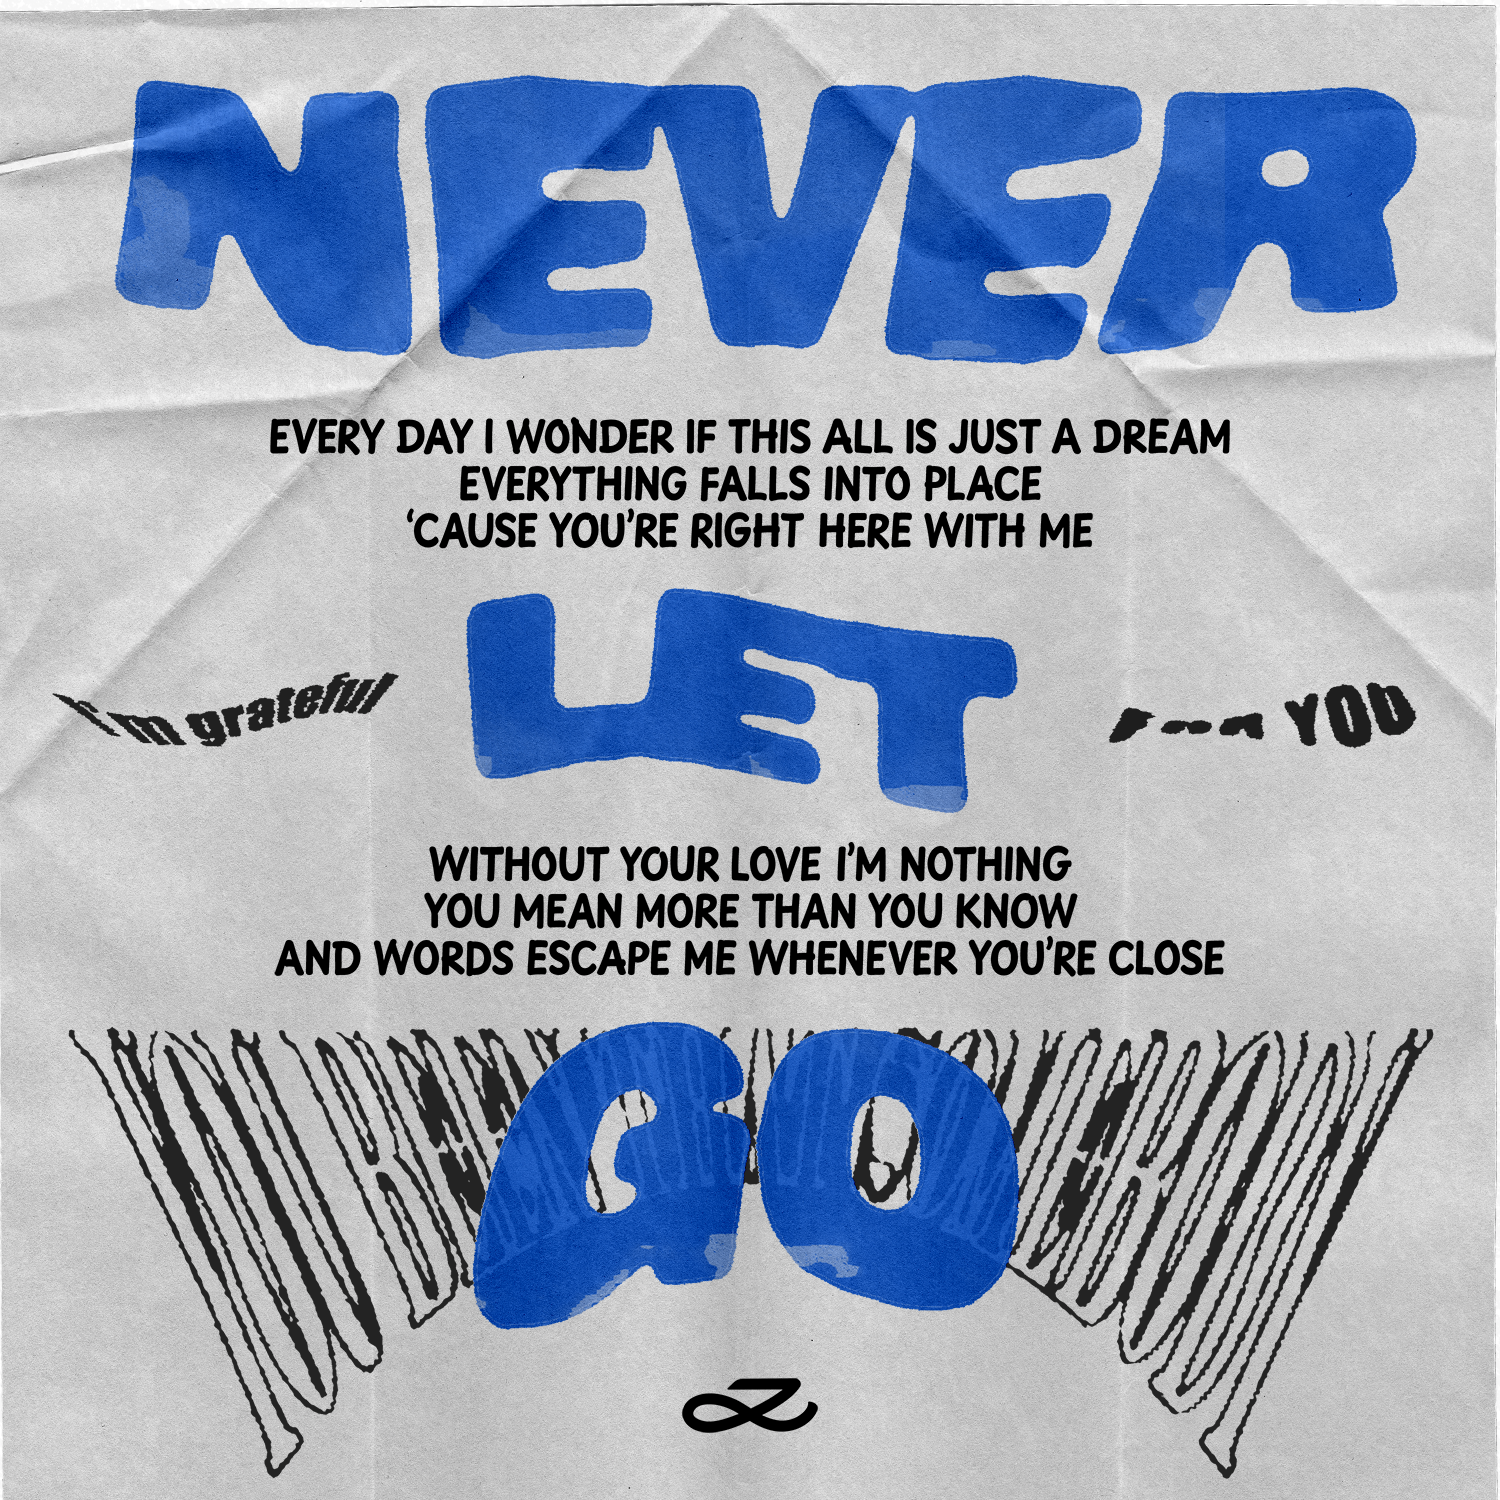 NEVER
EVERY DAY I WONDER IF THIS ALL IS JUST A DREAM
EVERYTHING FALLS INTO PLACE
‘CAUSE YOU’RE RIGHT HERE WITH ME
LET
I'm grateful
YOU
WITHOUT YOUR LOVE I’M NOTHING
YOU MEAN MORE THAN YOU KNOW
AND WORDS ESCAPE ME WHENEVER YOU’RE CLOSE
GO